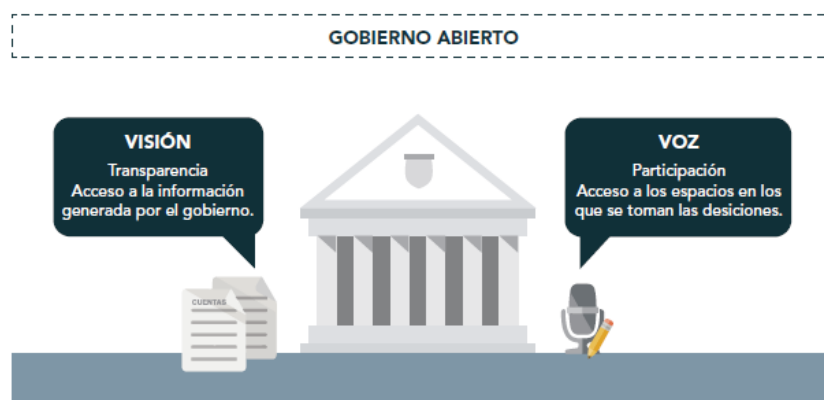 GOBIERNO ABIERTO
VISIÓN
Transparencia
Acceso a la información
generada por el gobierno.
VOZ
Participación
Acceso a los espacios en los
que se toman las desiciones.
CUENTAS